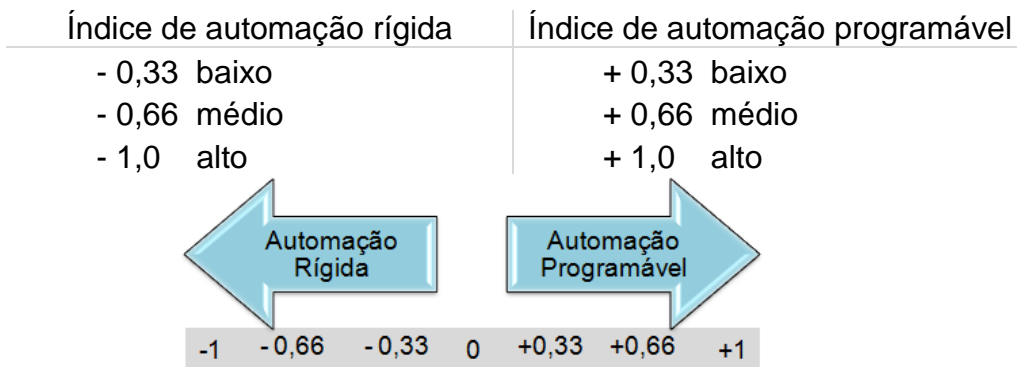 Índice de automação rígida Índice de automação programável
- 0,33 baixo + 0,33 baixo
- 0,66 médio + 0,66 médio
- 1,0 alto + 1,0 alto
Automação Automação
Rígida Programável
-1 - 0,66 - 0,33 0 +0,33 +0,66 +1